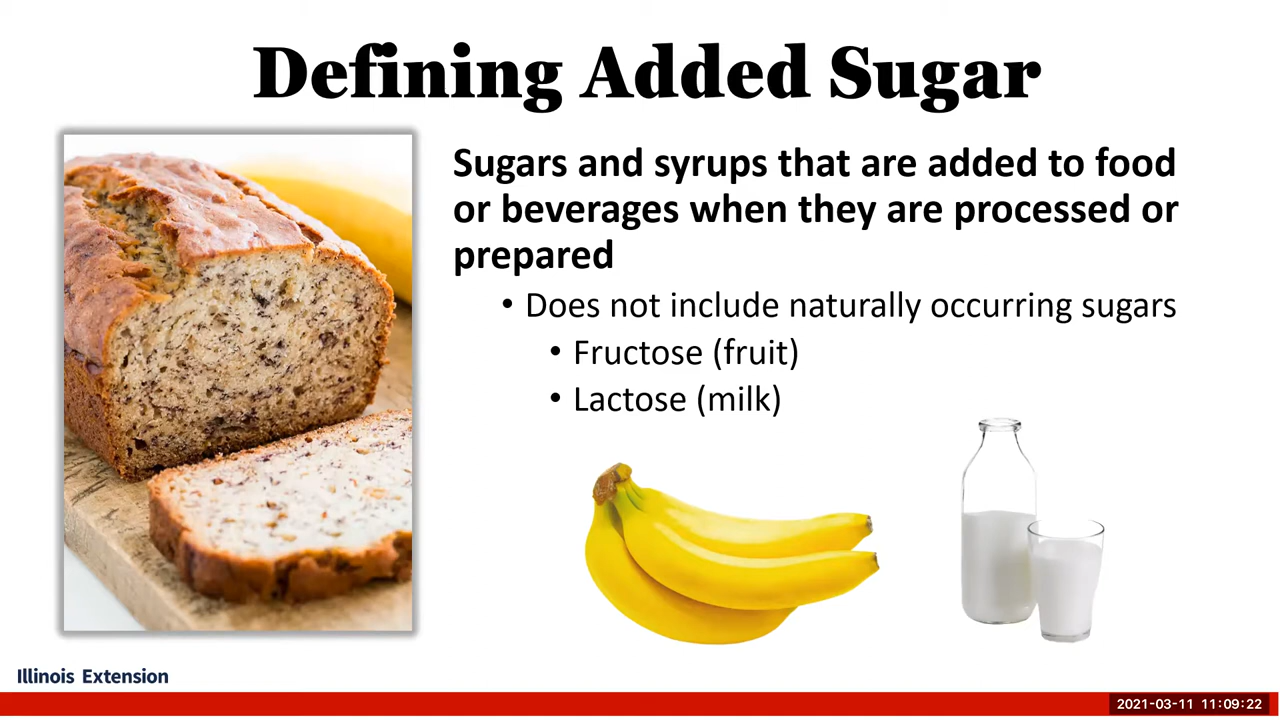 Defining Added Sugar
Sugars and syrups that are added to food
or beverages when they are processed or
prepared
• Does not include naturally occurring sugars
• Fructose (fruit)
• Lactose (milk)
Illinois Extension
2021-03-11 11:09:22